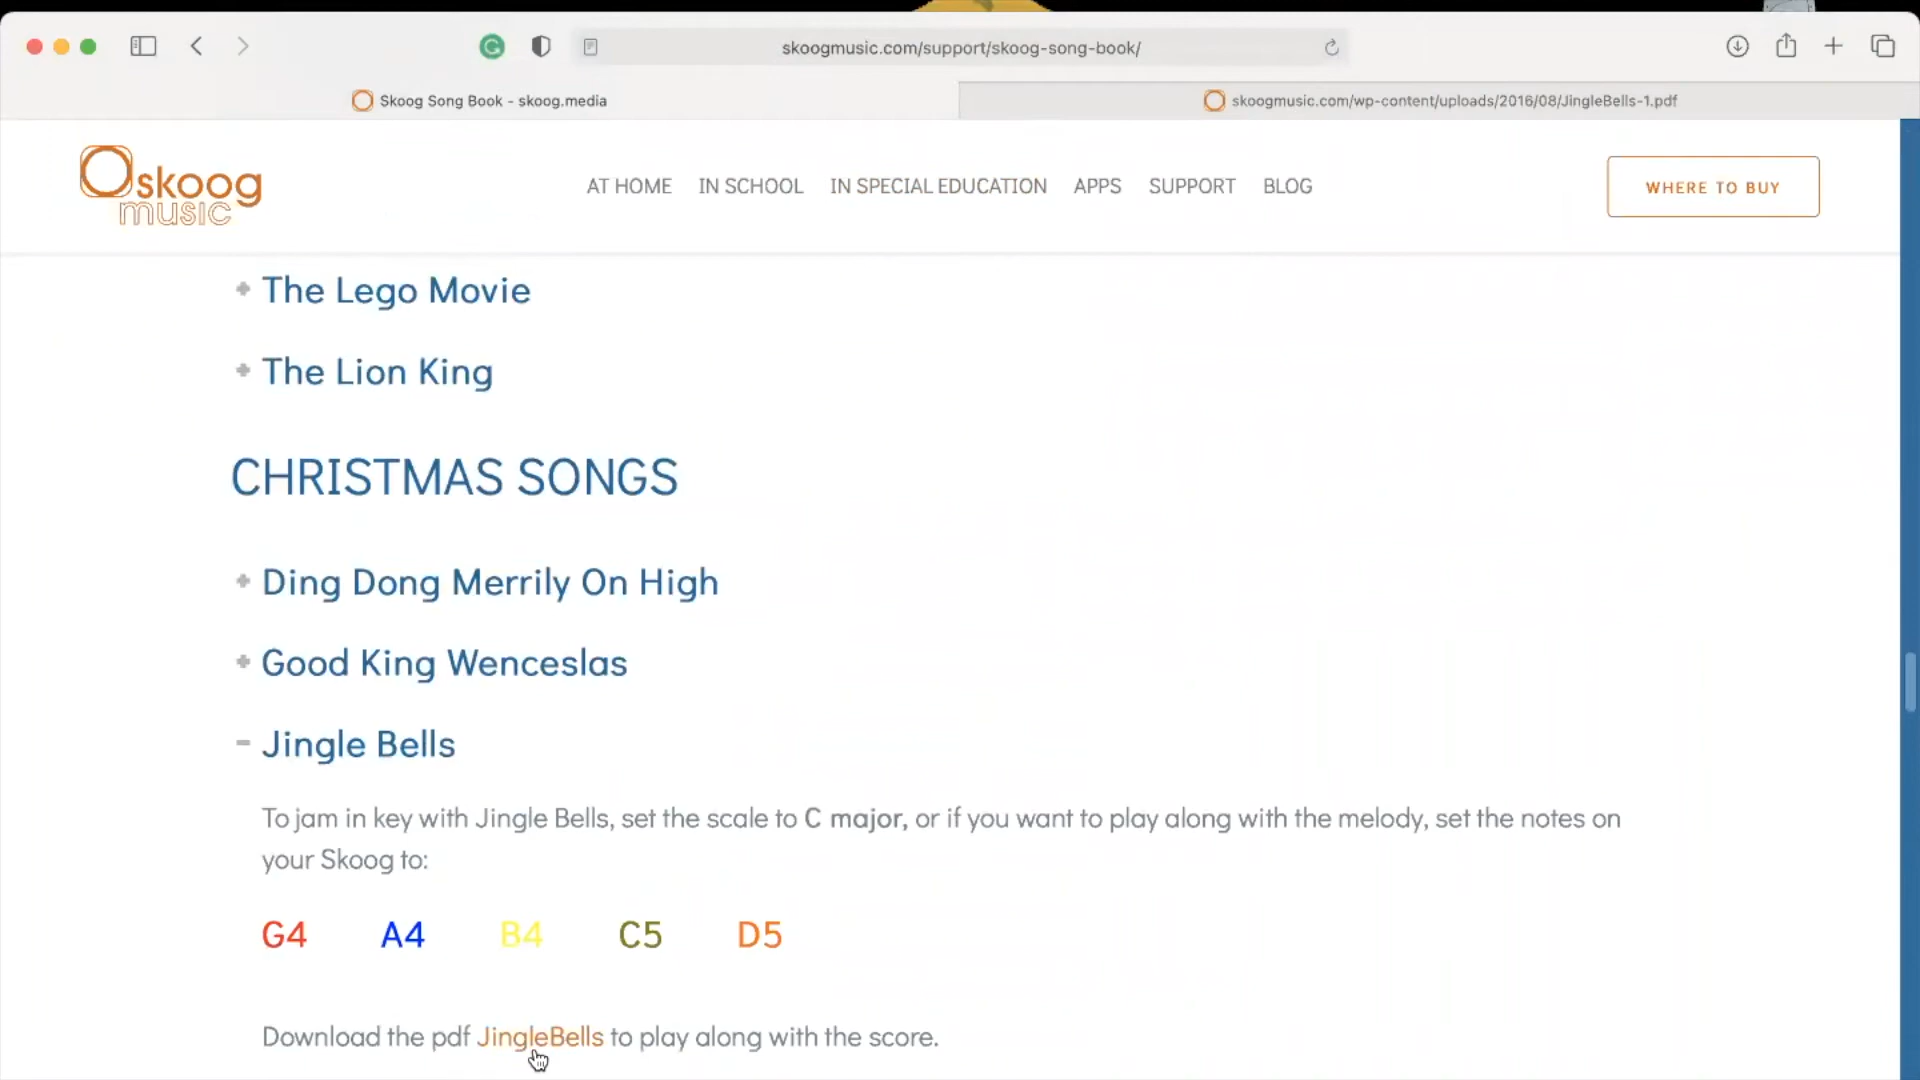 skoogmusic.com/support/skoog-song-book/
Skoog Song Book - skoog.media
skoogmusic.com/wp-content/uploads/2016/08/JingleBells-1.pdf
skoog
music
AT HOME IN SCHOOL IN SPECIAL EDUCATION APPS SUPPORT BLOG
WHERE TO BUY
The Lego Movie
The Lion King
CHRISTMAS SONGS
Ding Dong Merrily On High
Good King Wenceslas
Jingle Bells
To jam in key with Jingle Bells, set the scale to C major, or if you want to play along with the melody, set the notes on
your Skoog to:
G4 A4 B4 C5 D5
Download the pdf JingleBells to play along with the score.